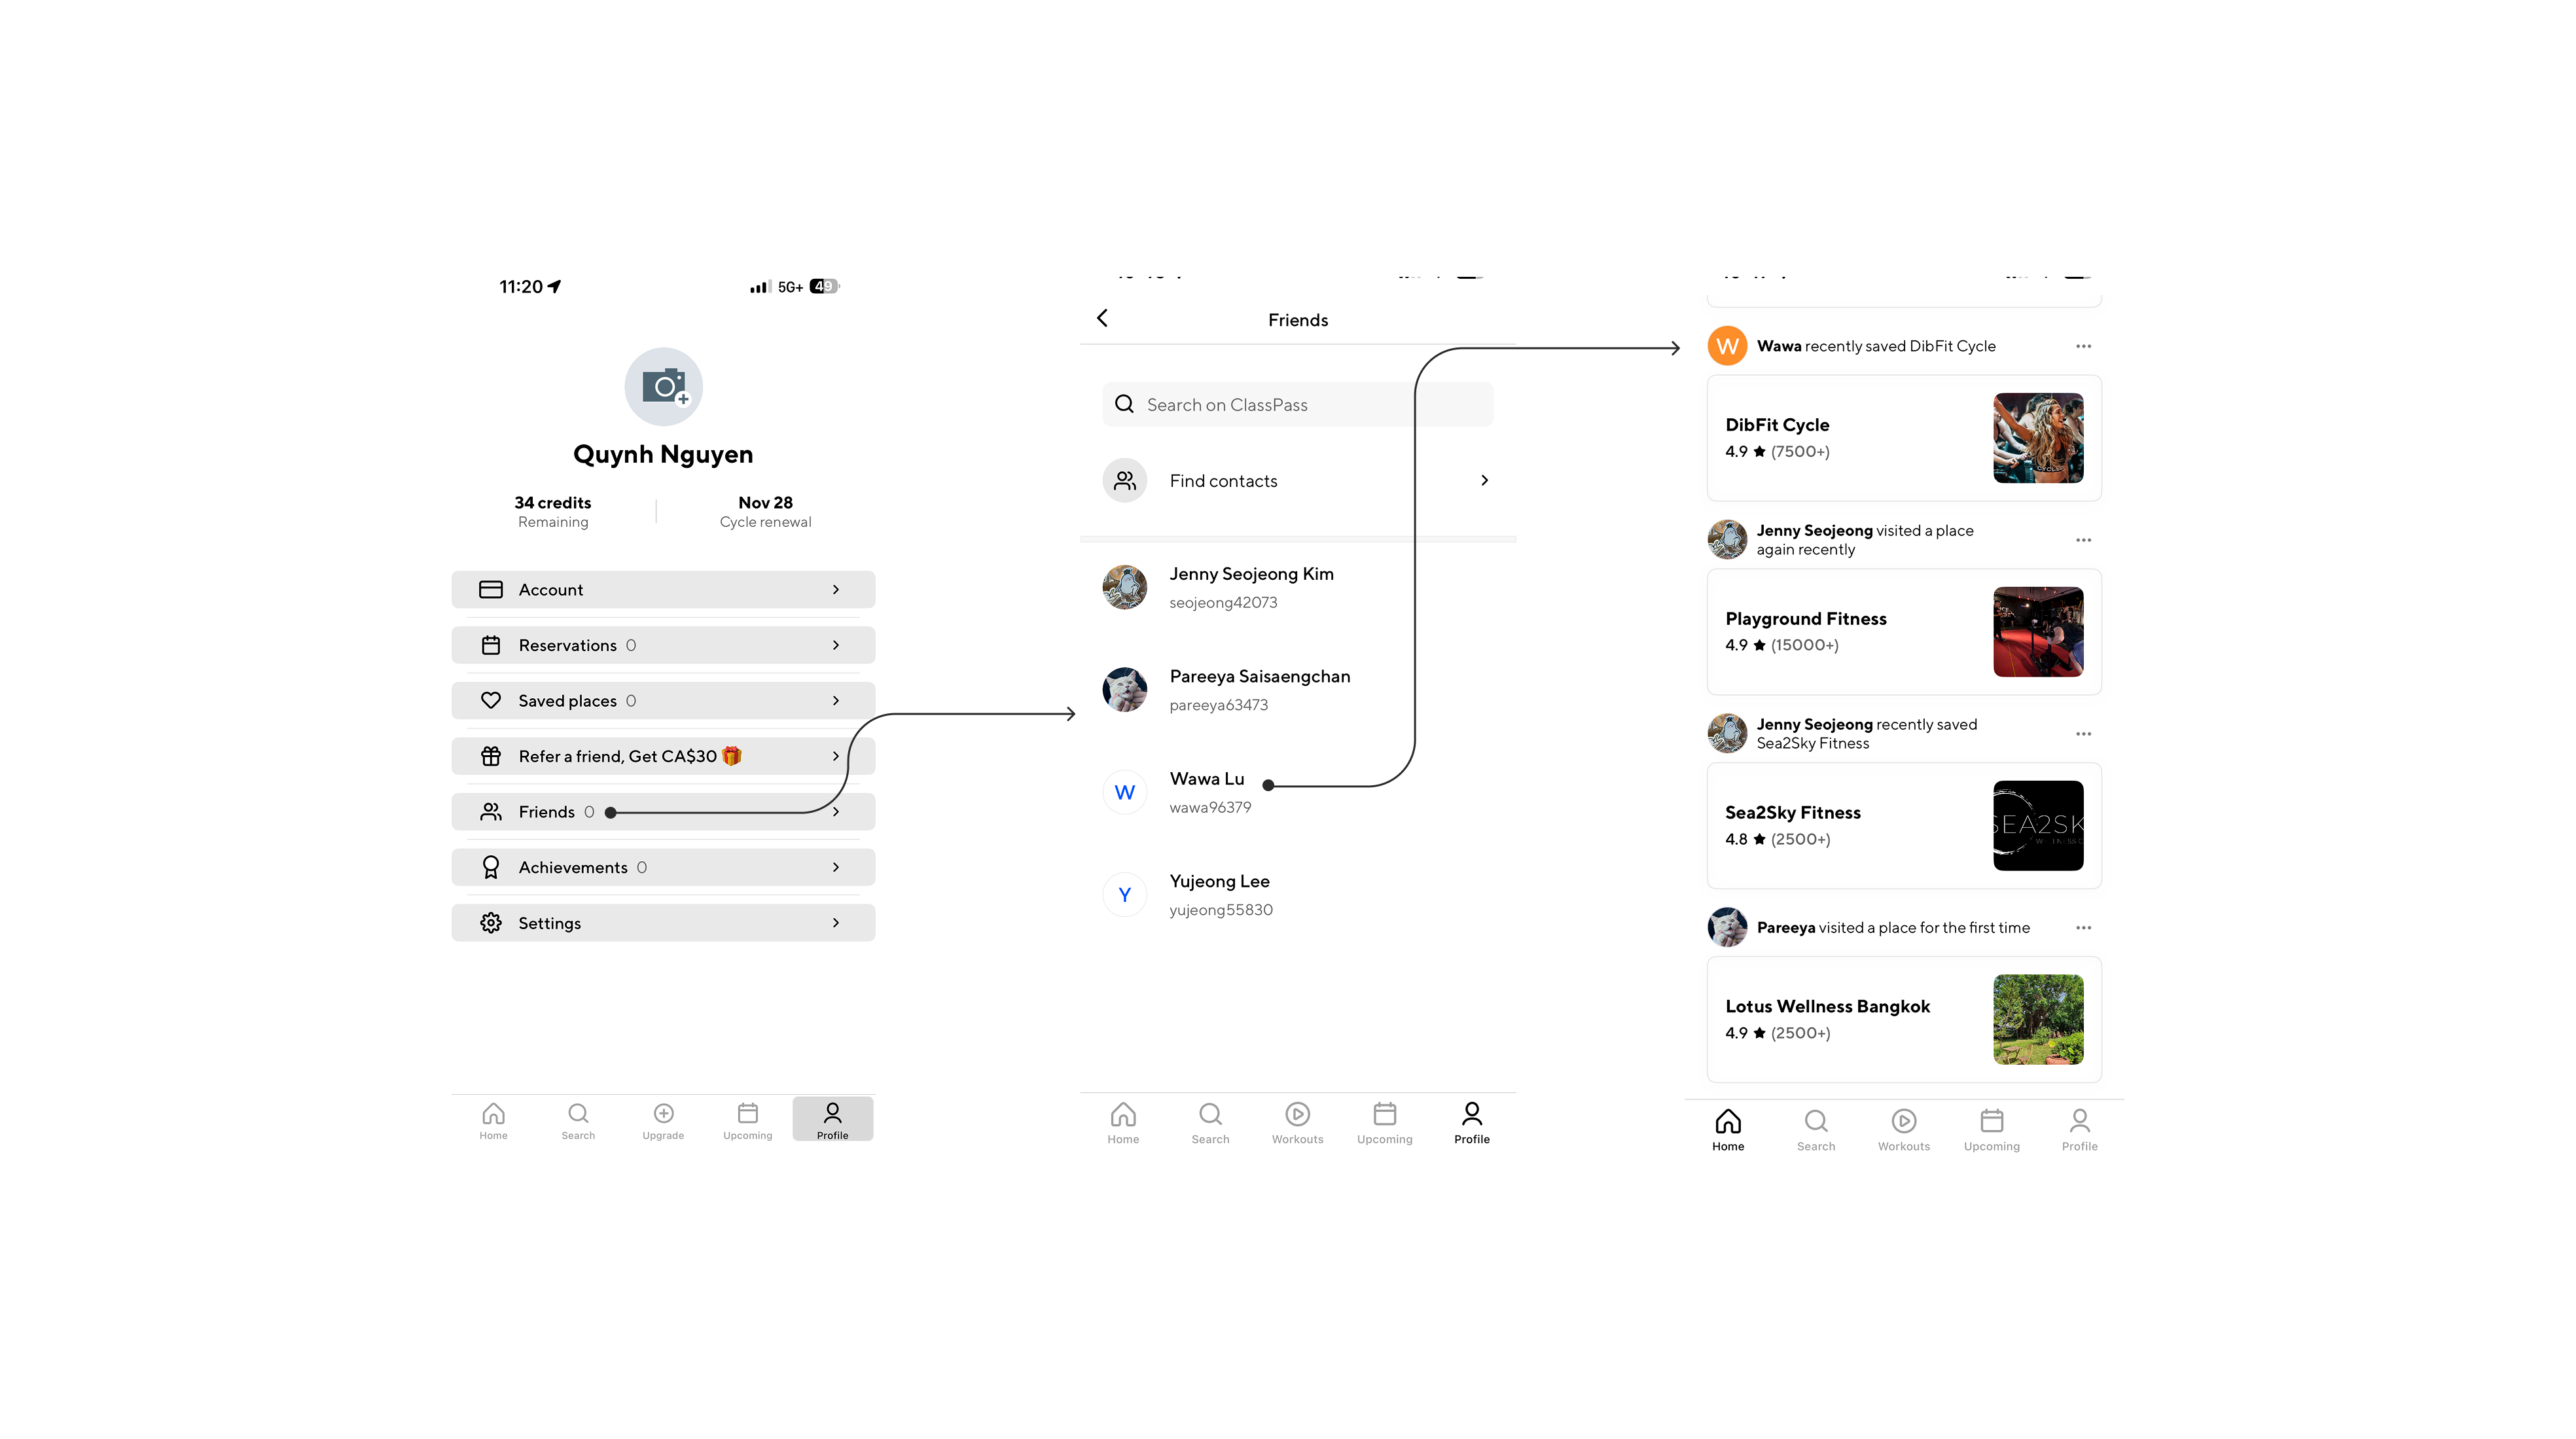 11:20
5G+
49
Quynh Nguyen
34 credits
Remaining
Nov 28
Cycle renewal
Account
Reservations 0
Saved places 0
Refer a friend, Get CA$30 🎁
Friends 0
Achievements 0
Settings
Home
Search
Upgrade
Upcoming
Profile
Friends
Search on ClassPass
Find contacts
Jenny Seojeong Kim
seojeong42073
Pareeya Saisaengchan
pareeya63473
W
Wawa Lu
wawa96379
Y
Yujeong Lee
yujeong55830
Home
Search
Workouts
Upcoming
Profile
W
Wawa recently saved DibFit Cycle
DibFit Cycle
4.9 ★ (7500+)
Jenny Seojeong visited a place
again recently
Playground Fitness
4.9 ★ (15000+)
Jenny Seojeong recently saved
Sea2Sky Fitness
Sea2Sky Fitness
4.8 ★ (2500+)
SEA2SK
Pareeya visited a place for the first time
Lotus Wellness Bangkok
4.9 ★ (2500+)
Home
Search
Workouts
Upcoming
Profile